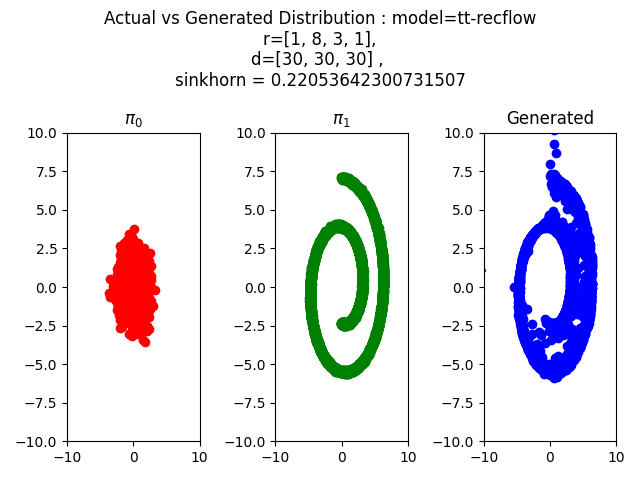 Actual vs Generated Distribution : model=tt-recflow
r=[1, 8, 3, 1],
d=[30, 30, 30] ,
sinkhorn = 0.22053642300731507
π₀ π₁ Generated
10.0 10.0 10.0
7.5 7.5 7.5
5.0 5.0 5.0
2.5 2.5 2.5
0.0 0.0 0.0
−2.5 −2.5 −2.5
−5.0 −5.0 −5.0
−7.5 −7.5 −7.5
−10.0 −10.0 −10.0
−10 0 10 −10 0 10 −10 0 10